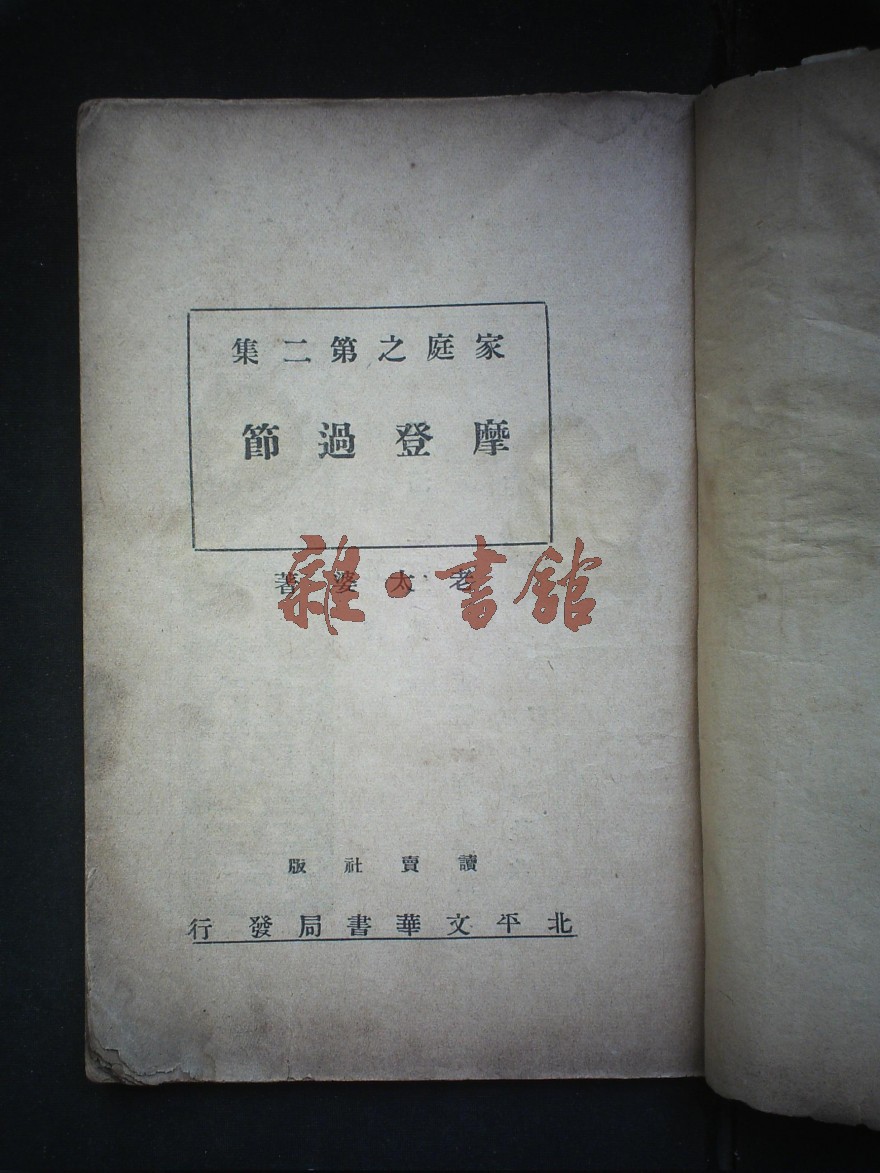 家庭之第二集
摩登過節
老太婆著
雜·書館
讀賣社版
北平文華書局發行